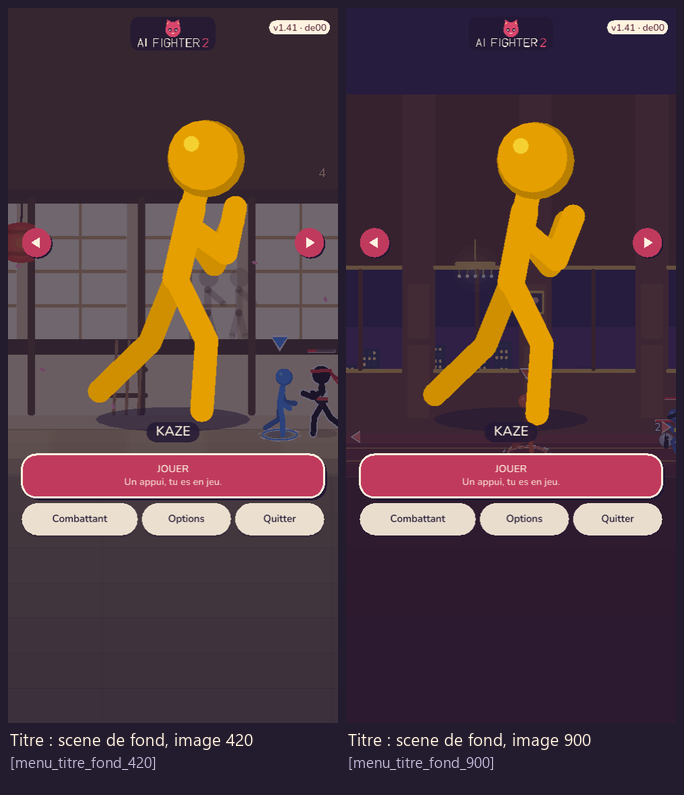 AI FIGHTER 2
v1.41 · de00
4
KAZE
JOUER
Un appui, tu es en jeu.
Combattant
Options
Quitter
Titre : scene de fond, image 420
[menu_titre_fond_420]
AI FIGHTER 2
v1.41 · de00
2
KAZE
JOUER
Un appui, tu es en jeu.
Combattant
Options
Quitter
Titre : scene de fond, image 900
[menu_titre_fond_900]